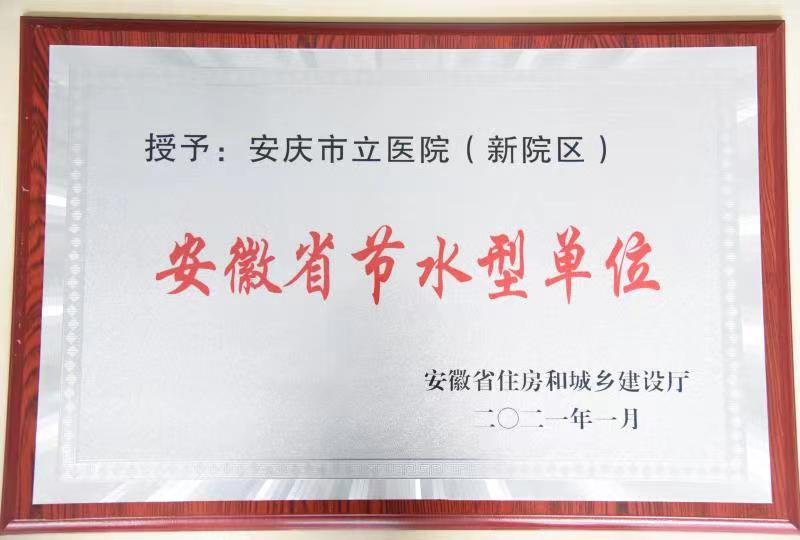 授予：安庆市立医院（新院区）
安徽省节水型单位
安徽省住房和城乡建设厅
二〇二一年一月